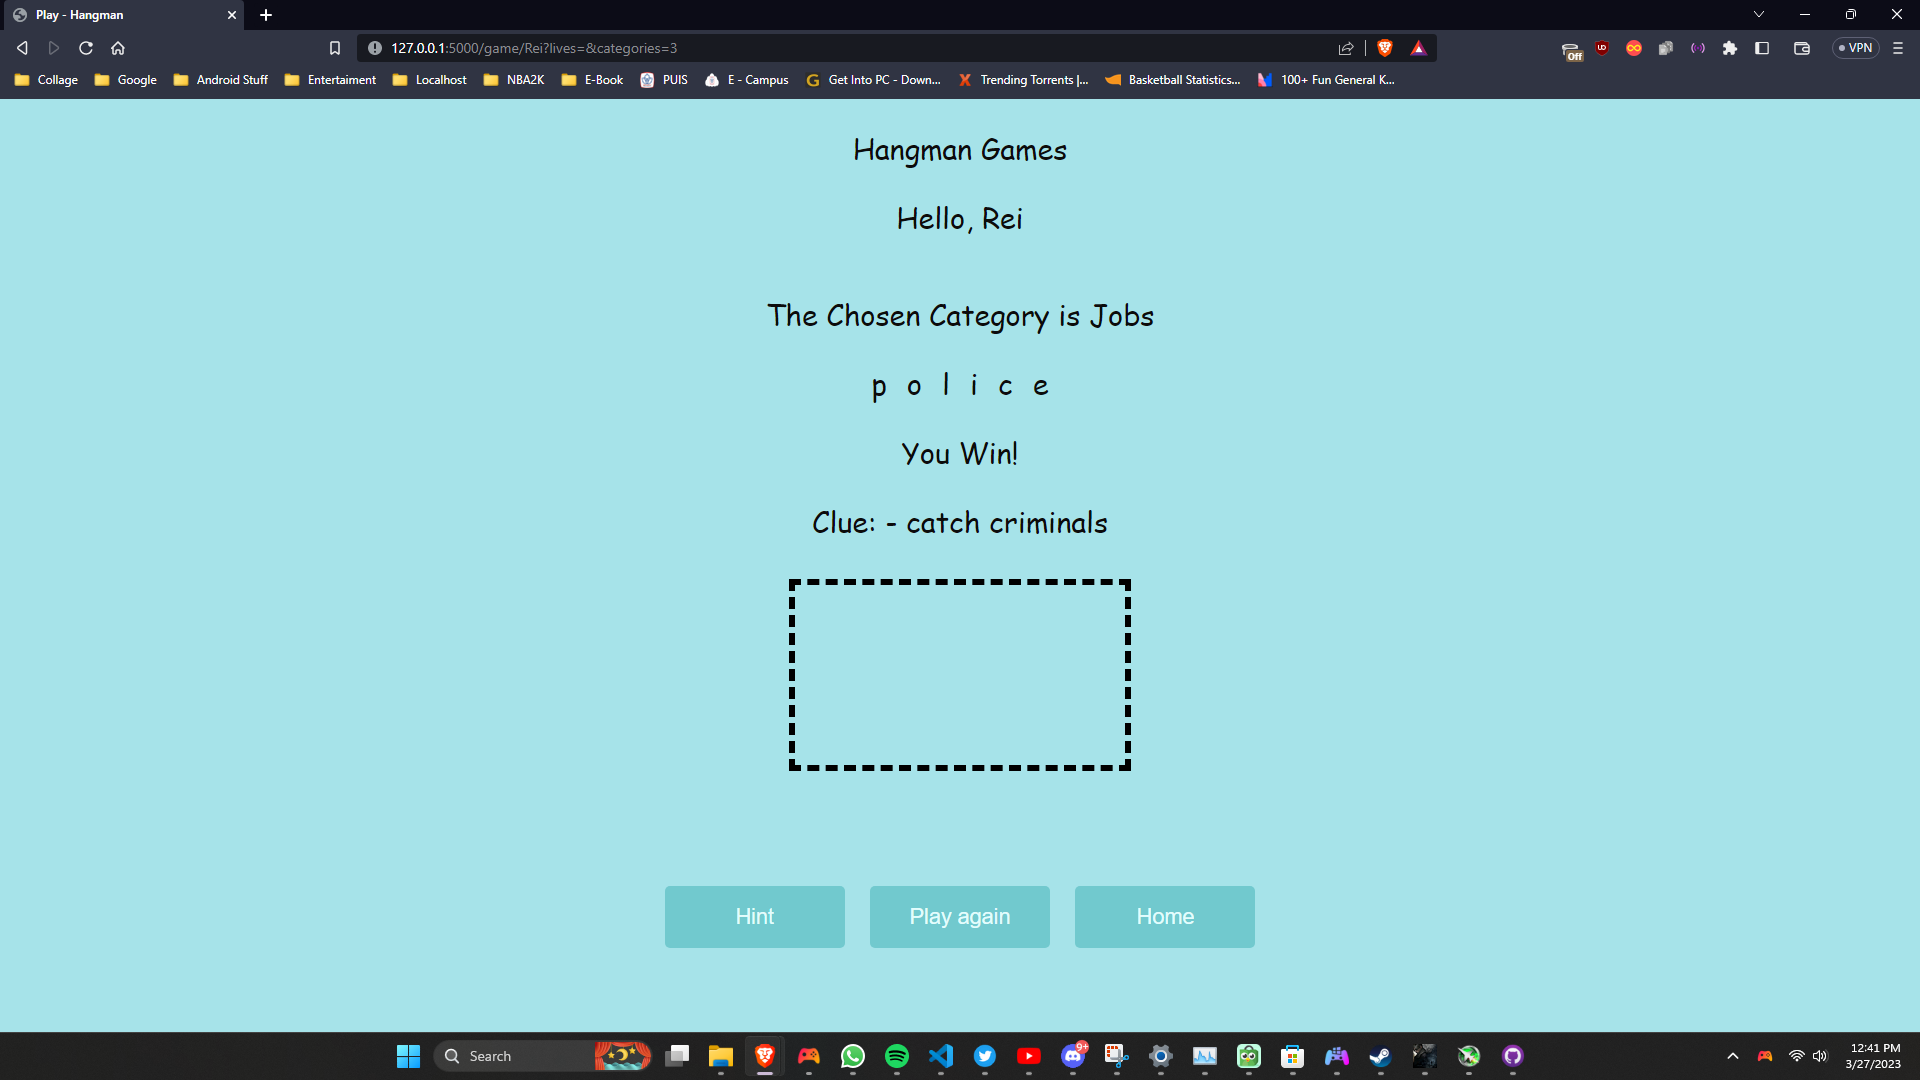 Play - Hangman
127.0.0.1:5000/game/Rei?lives=&categories=3
Off
UD
VPN
Collage
Google
Android Stuff
Entertaiment
Localhost
NBA2K
E-Book
PUIS
E - Campus
Get Into PC - Down...
Trending Torrents |...
Basketball Statistics...
100+ Fun General K...
Hangman Games
Hello, Rei
The Chosen Category is Jobs
p o l i c e
You Win!
Clue: - catch criminals
Hint
Play again
Home
Search
9+
12:41 PM
3/27/2023